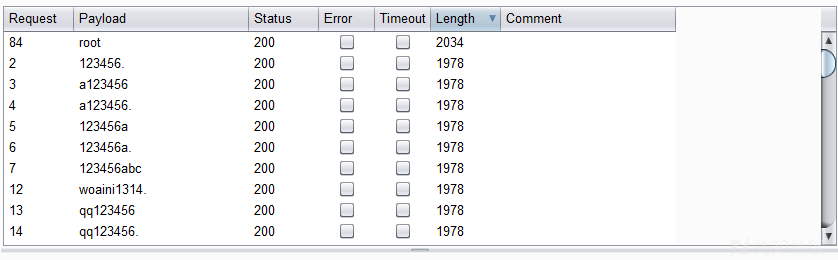 Request Payload Status Error Timeout Length Comment
84 root 200 2034
2 123456. 200 1978
3 a123456 200 1978
4 a123456. 200 1978
5 123456a 200 1978
6 123456a. 200 1978
7 123456abc 200 1978
12 woaini1314. 200 1978
13 qq123456 200 1978
14 qq123456. 200 1978